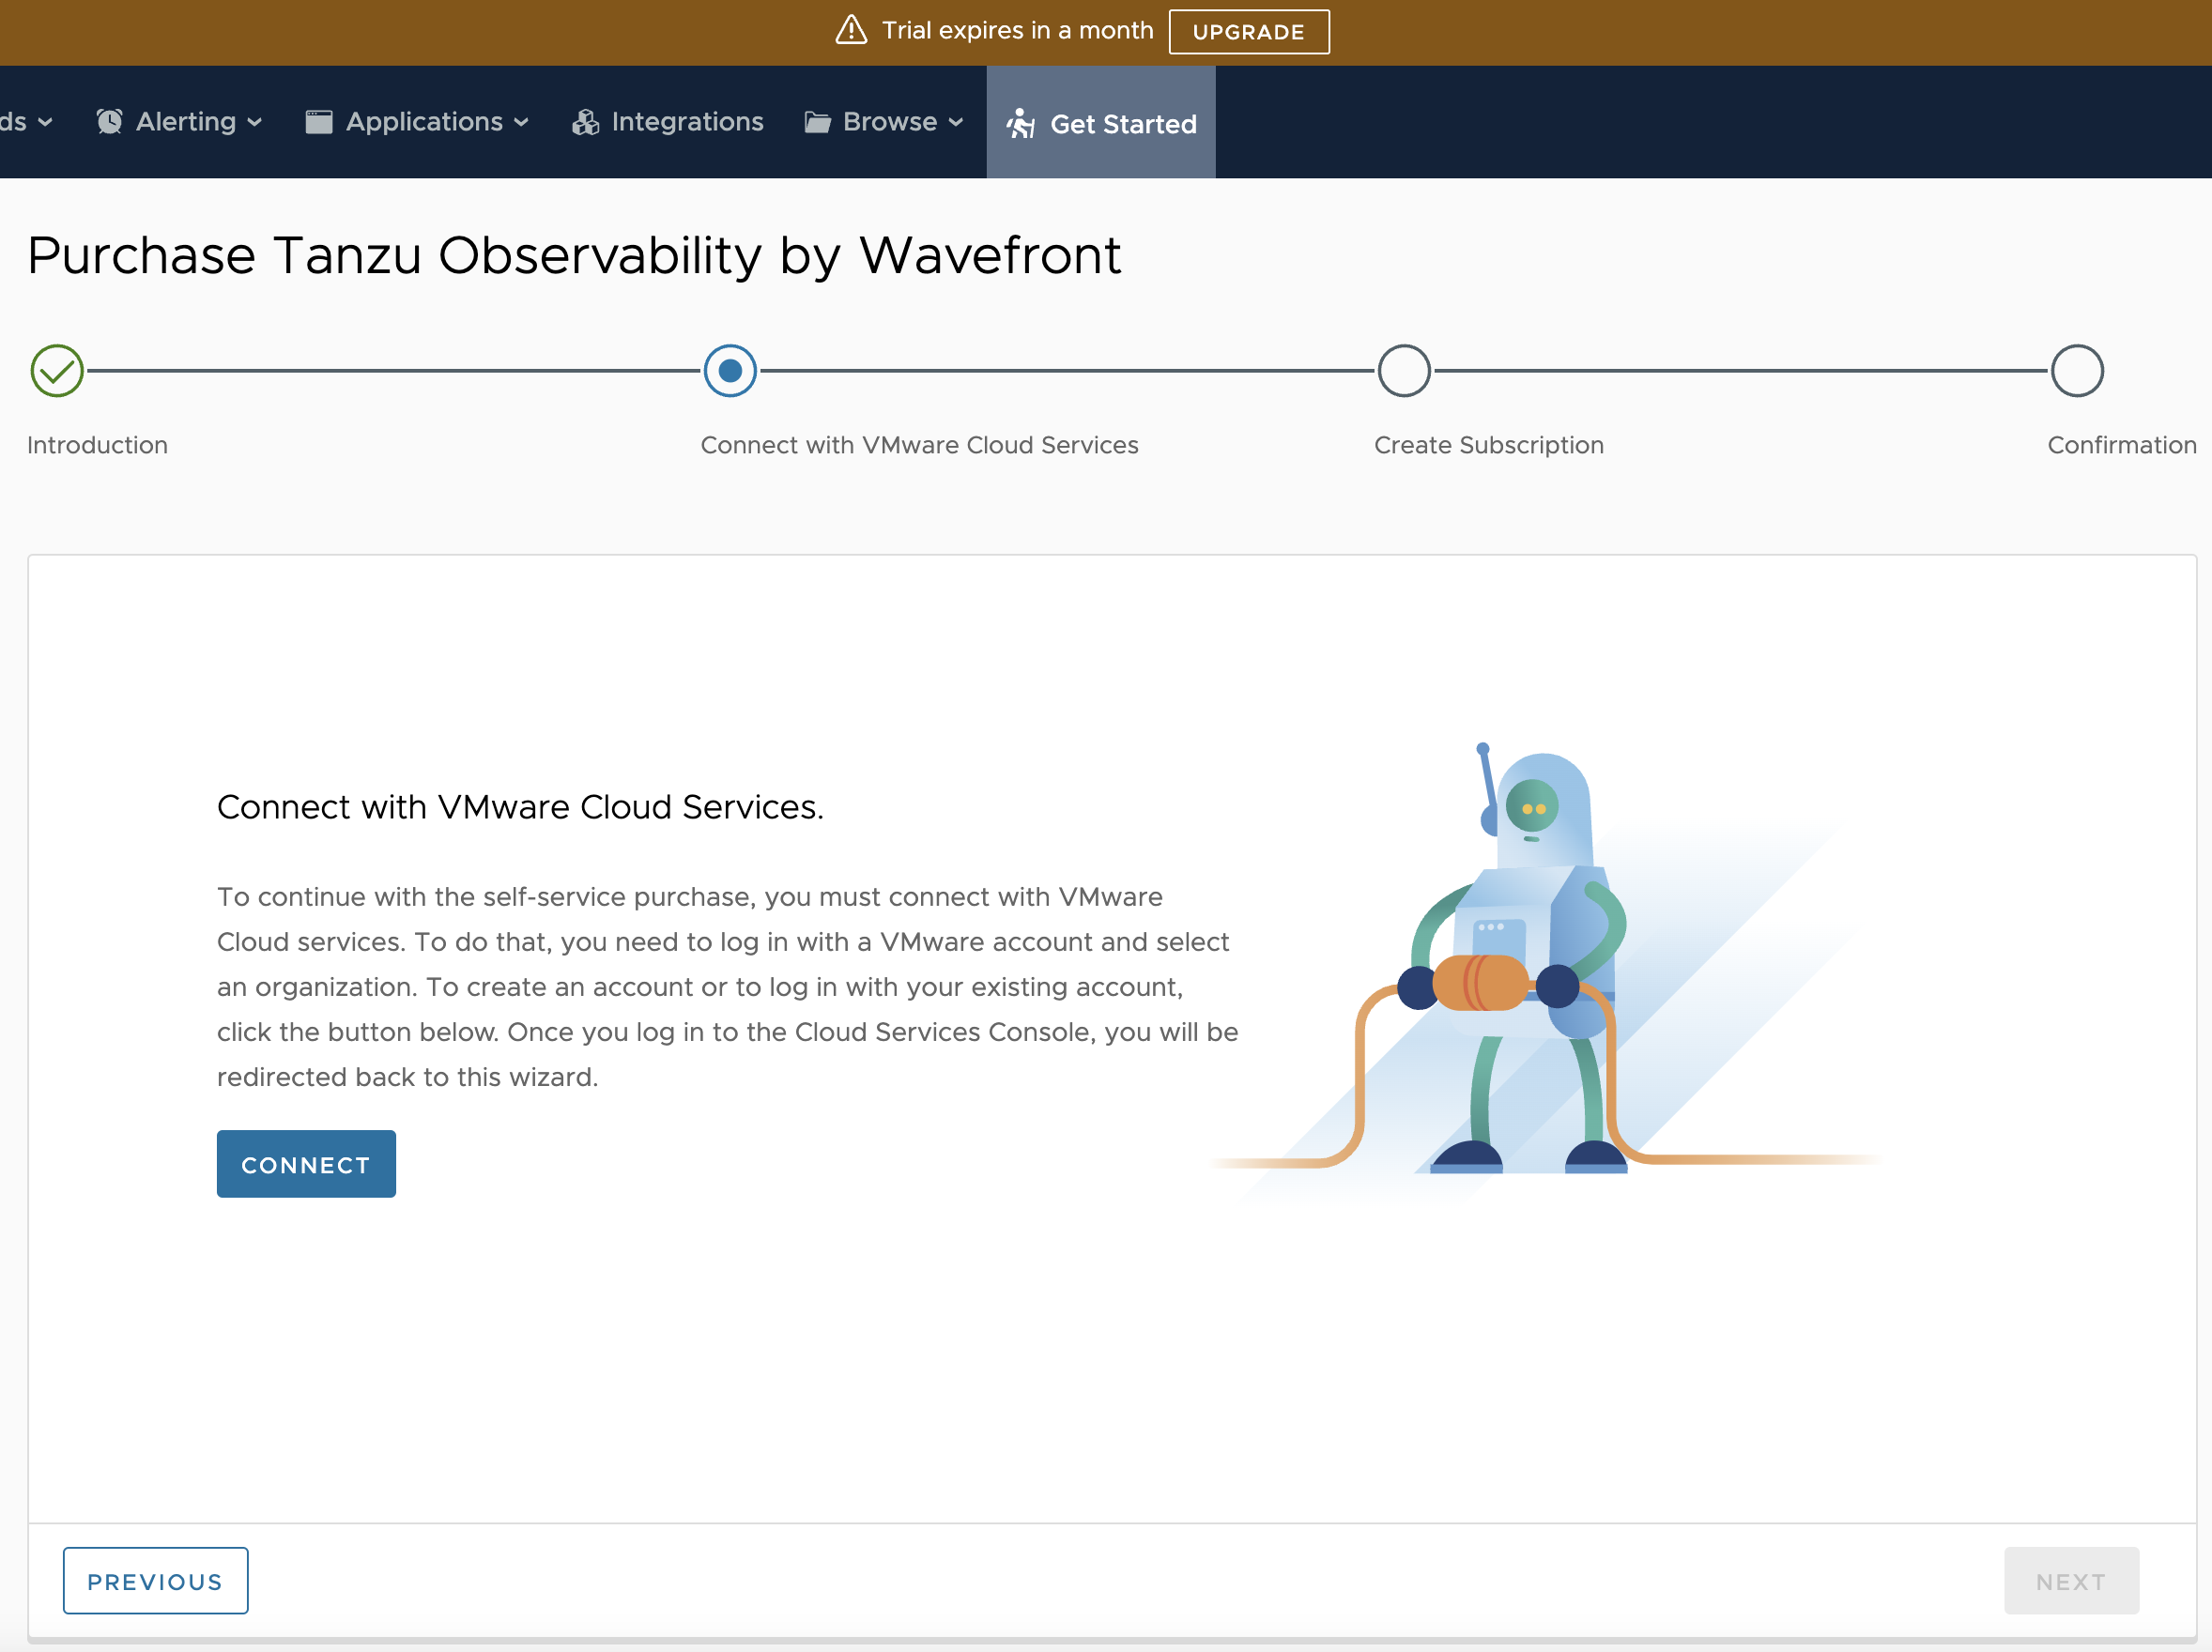 Trial expires in a month UPGRADE
ds Alerting Applications Integrations Browse Get Started
Purchase Tanzu Observability by Wavefront
Introduction Connect with VMware Cloud Services Create Subscription Confirmation
Connect with VMware Cloud Services.
To continue with the self-service purchase, you must connect with VMware
Cloud services. To do that, you need to log in with a VMware account and select
an organization. To create an account or to log in with your existing account,
click the button below. Once you log in to the Cloud Services Console, you will be
redirected back to this wizard.
CONNECT
PREVIOUS NEXT